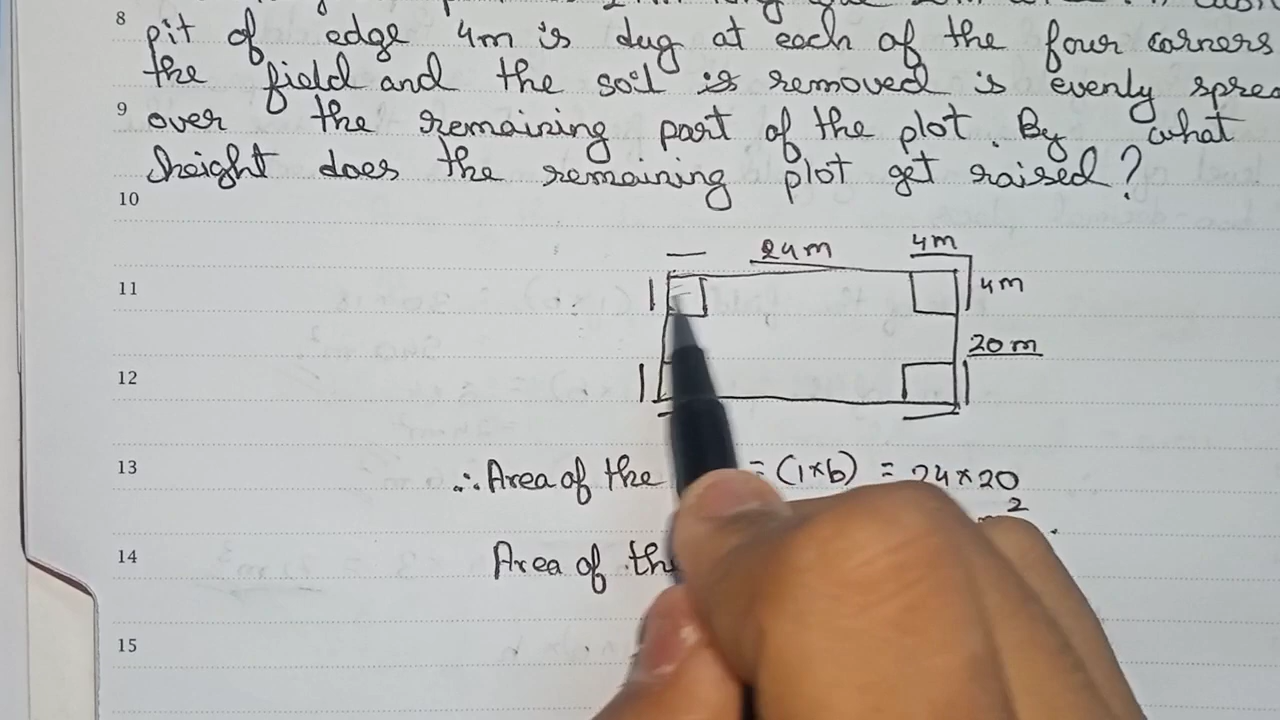 8
pit of edge 4m is dug at each of the four corners
the field and the soil is removed is evenly sprea
9
over the remaining part of the plot. By what
height does the remaining plot get raised?
10
24m 4m
11
4m
20m
12
13
∴ Area of the = (l×b) = 24×20
m²
14
Area of the
15